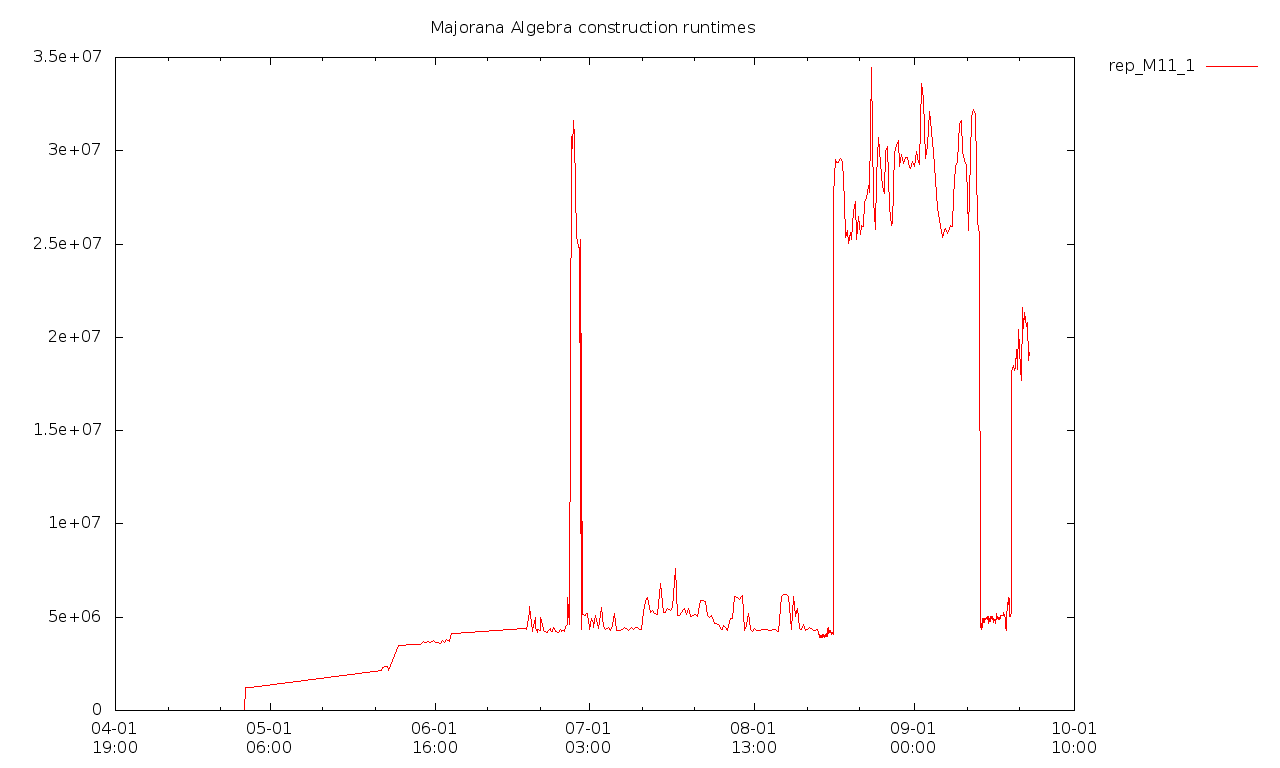 Majorana Algebra construction runtimes
rep_M11_1
3.5e+07
3e+07
2.5e+07
2e+07
1.5e+07
1e+07
5e+06
0
04-01 05-01 06-01 07-01 08-01 09-01 10-01
19:00 06:00 16:00 03:00 13:00 00:00 10:00